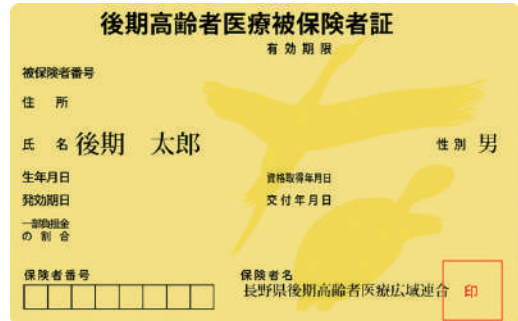 後期高齢者医療被保険者証
有効期限
被保険者番号
住 所
氏 名 後期 太郎 性別 男
生年月日 資格取得年月日
発効期日 交付年月日
一部負担金
の割合
保険者番号 保険者名
長野県後期高齢者医療広域連合 印